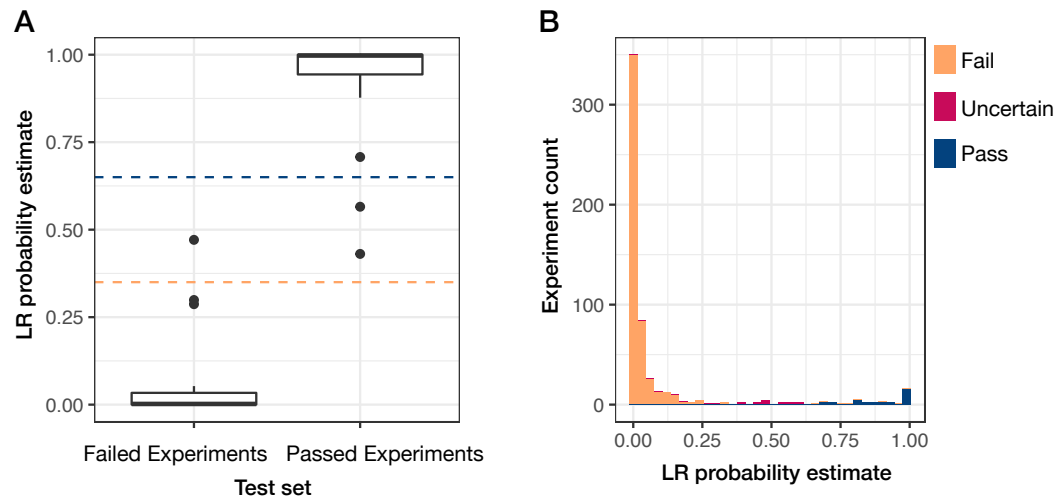 A
LR probability estimate
1.00
0.75
0.50
0.25
0.00
Failed Experiments
Passed Experiments
Test set
B
Experiment count
300
200
100
0
0.00
0.25
0.50
0.75
1.00
LR probability estimate
Fail
Uncertain
Pass